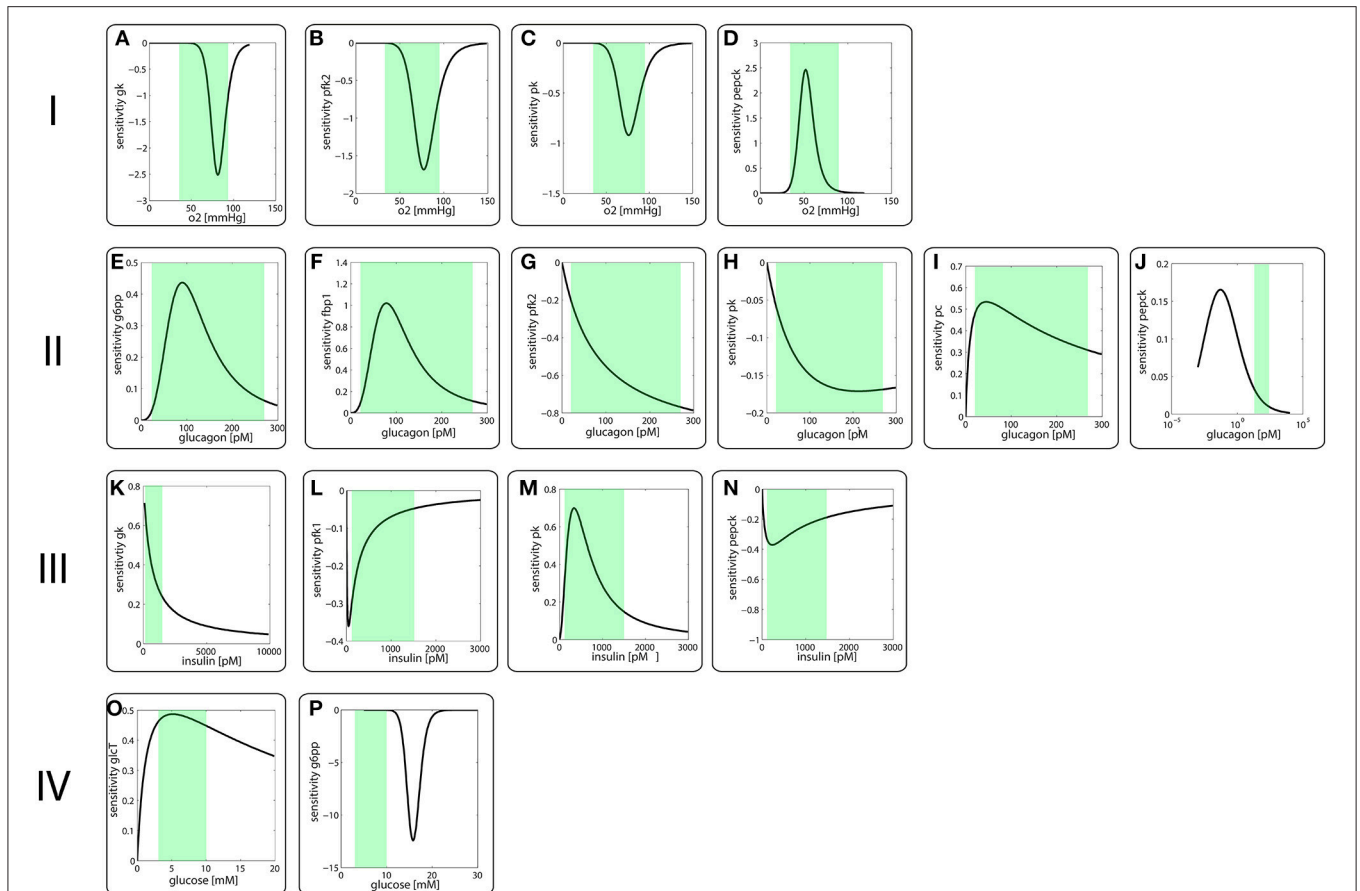 I
A
sensitivtiy gk
0
−0.5
−1
−1.5
−2
−2.5
−3
0 50 100 150
o2 [mmHg]
B
sensitivity pfk2
0
−0.5
−1
−1.5
−2
0 50 100 150
o2 [mmHg]
C
sensitivity pk
0
−0.5
−1
−1.5
0 50 100 150
o2 [mmHg]
D
sensitivity pepck
3
2.5
2
1.5
1
0.5
0
0 50 100 150
o2 [mmHg]
II
E
sensitivity g6pp
0.5
0.4
0.3
0.2
0.1
0
0 100 200 300
glucagon [pM]
F
sensitivity fbp1
1.4
1.2
1
0.8
0.6
0.4
0.2
0
0 100 200 300
glucagon [pM]
G
sensitivity pfk2
0
−0.2
−0.4
−0.6
−0.8
0 100 200 300
glucagon [pM]
H
sensitivity pk
0
−0.05
−0.1
−0.15
−0.2
0 100 200 300
glucagon [pM]
I
sensitivity pc
0.7
0.6
0.5
0.4
0.3
0.2
0.1
0
0 100 200 300
glucagon [pM]
J
sensitivity pepck
0.2
0.15
0.1
0.05
0
10−5 100 105
glucagon [pM]
III
K
sensitivtiy gk
0.8
0.6
0.4
0.2
0
0 5000 10000
insulin [pM]
L
sensitivity pfk1
0
−0.1
−0.2
−0.3
−0.4
0 1000 2000 3000
insulin [pM]
M
sensitivity pk
0.8
0.6
0.4
0.2
0
0 1000 2000 3000
insulin [pM ]
N
sensitivity pepck
0
−0.2
−0.4
−0.6
−0.8
−1
0 1000 2000 3000
insulin [pM]
IV
O
sensitivity glcT
0.5
0.4
0.3
0.2
0.1
0
0 5 10 15 20
glucose [mM]
P
sensitivity g6pp
0
−5
−10
−15
0 10 20 30
glucose [mM]